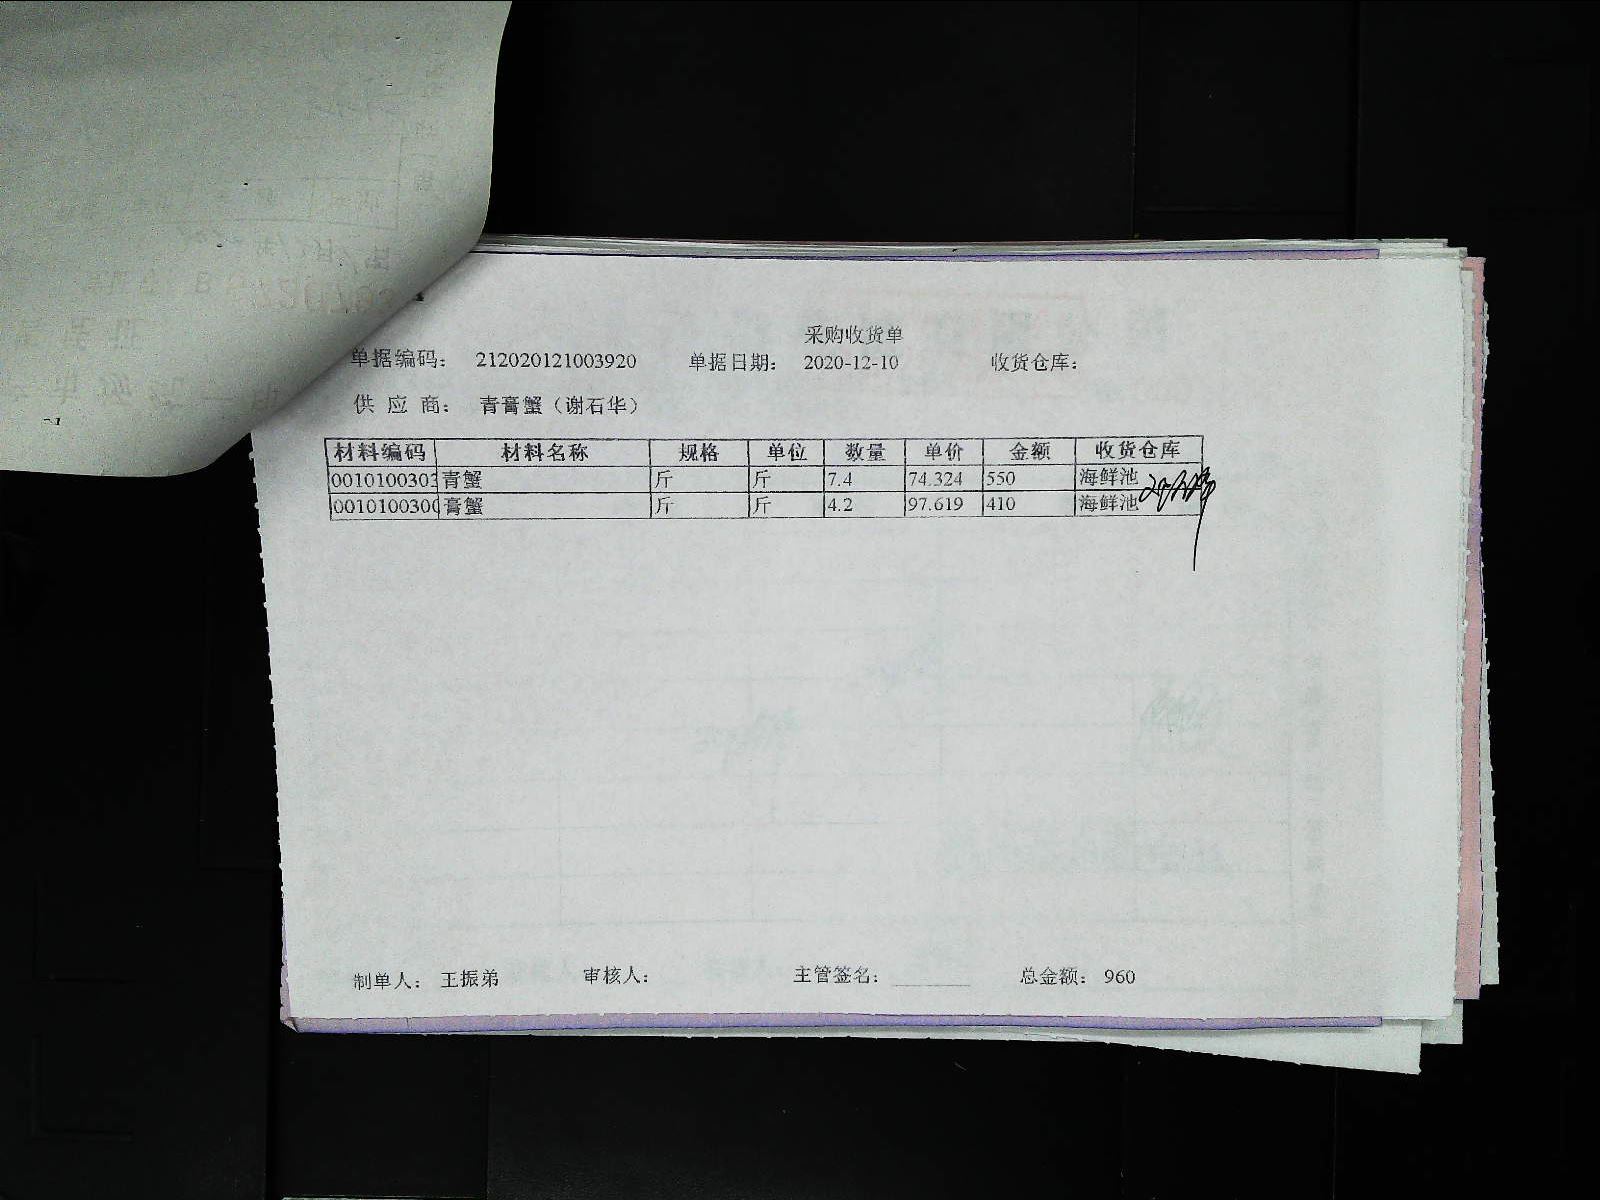 采购收货单
单据编码： 212020121003920 单据日期： 2020-12-10 收货仓库：
供 应 商： 青膏蟹（谢石华）
材料编码 材料名称 规格 单位 数量 单价 金额 收货仓库
0010100303 青蟹 斤 斤 7.4 74.324 550 海鲜池
0010100300 膏蟹 斤 斤 4.2 97.619 410 海鲜池
制单人： 王振弟 审核人： 主管签名： 总金额： 960